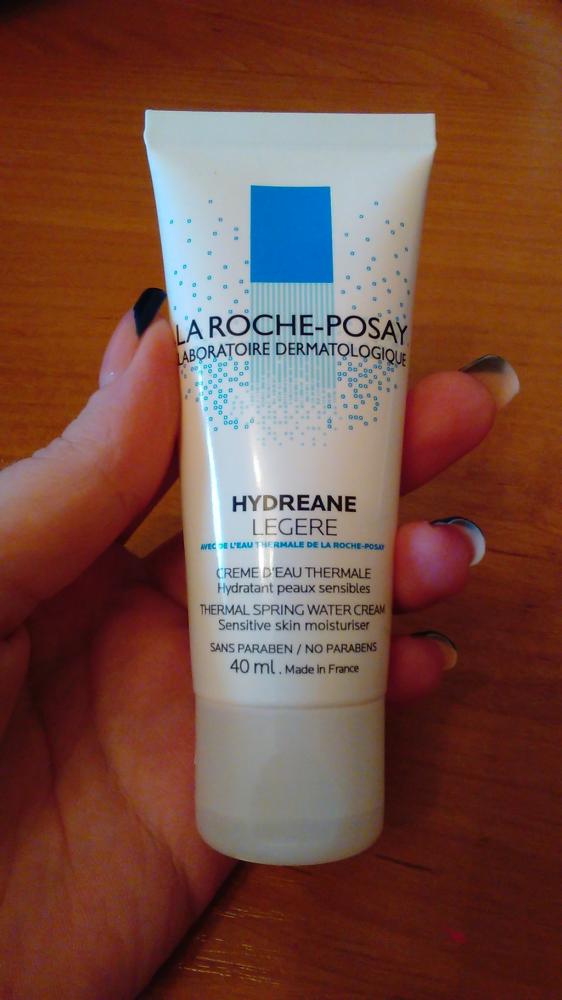 LA ROCHE-POSAY
LABORATOIRE DERMATOLOGIQUE
HYDREANE
LEGERE
AVEC DE L'EAU THERMALE DE LA ROCHE-POSAY
CREME D'EAU THERMALE
Hydratant peaux sensibles
THERMAL SPRING WATER CREAM
Sensitive skin moisturiser
SANS PARABEN / NO PARABENS
40 ml. Made in France